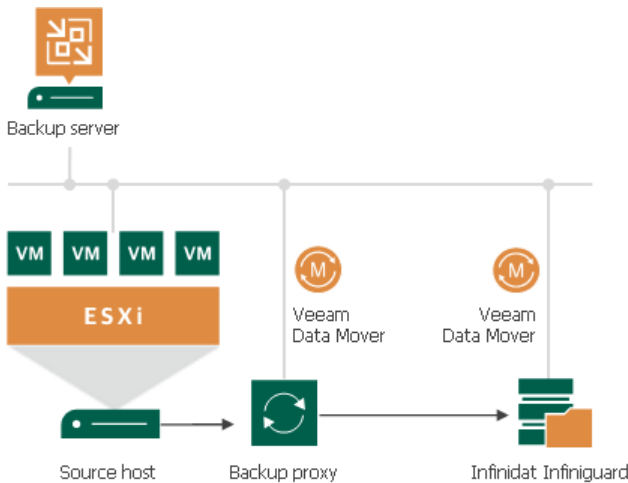 Backup server
VM VM VM VM
ESXi
M
Veeam
Data Mover
M
Veeam
Data Mover
Source host
Backup proxy
Infinidat Infiniguard